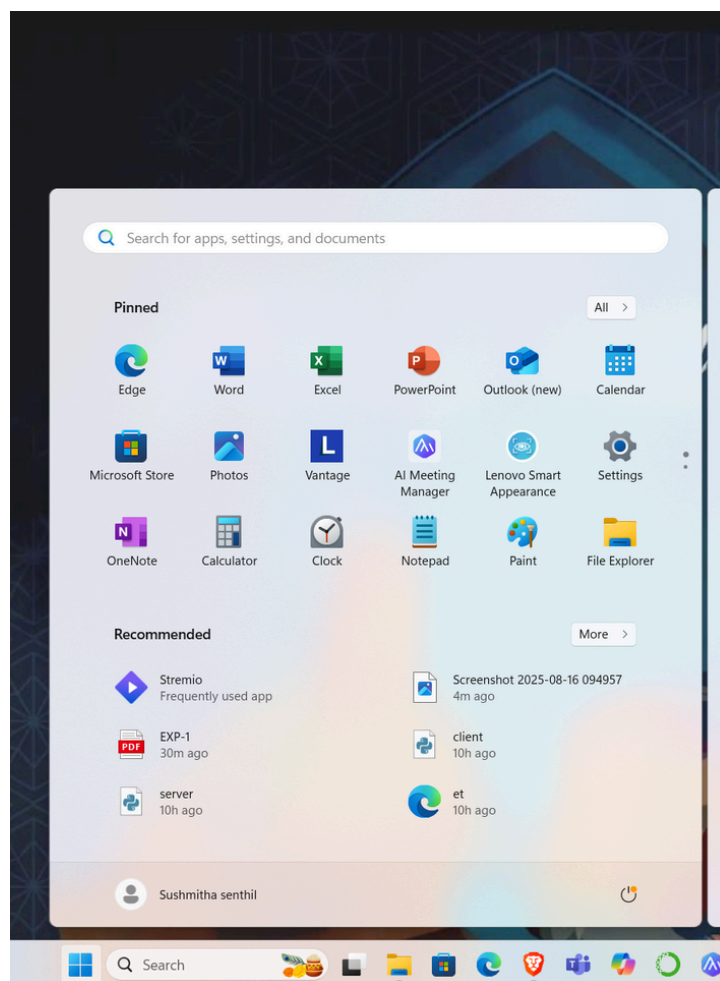 Search for apps, settings, and documents
Pinned
All
Edge
Word
Excel
PowerPoint
Outlook (new)
Calendar
Microsoft Store
Photos
Vantage
AI Meeting
Manager
Lenovo Smart
Appearance
Settings
OneNote
Calculator
Clock
Notepad
Paint
File Explorer
Recommended
More
Stremio
Frequently used app
Screenshot 2025-08-16 094957
4m ago
PDF
EXP-1
30m ago
client
10h ago
server
10h ago
et
10h ago
Sushmitha senthil
Search